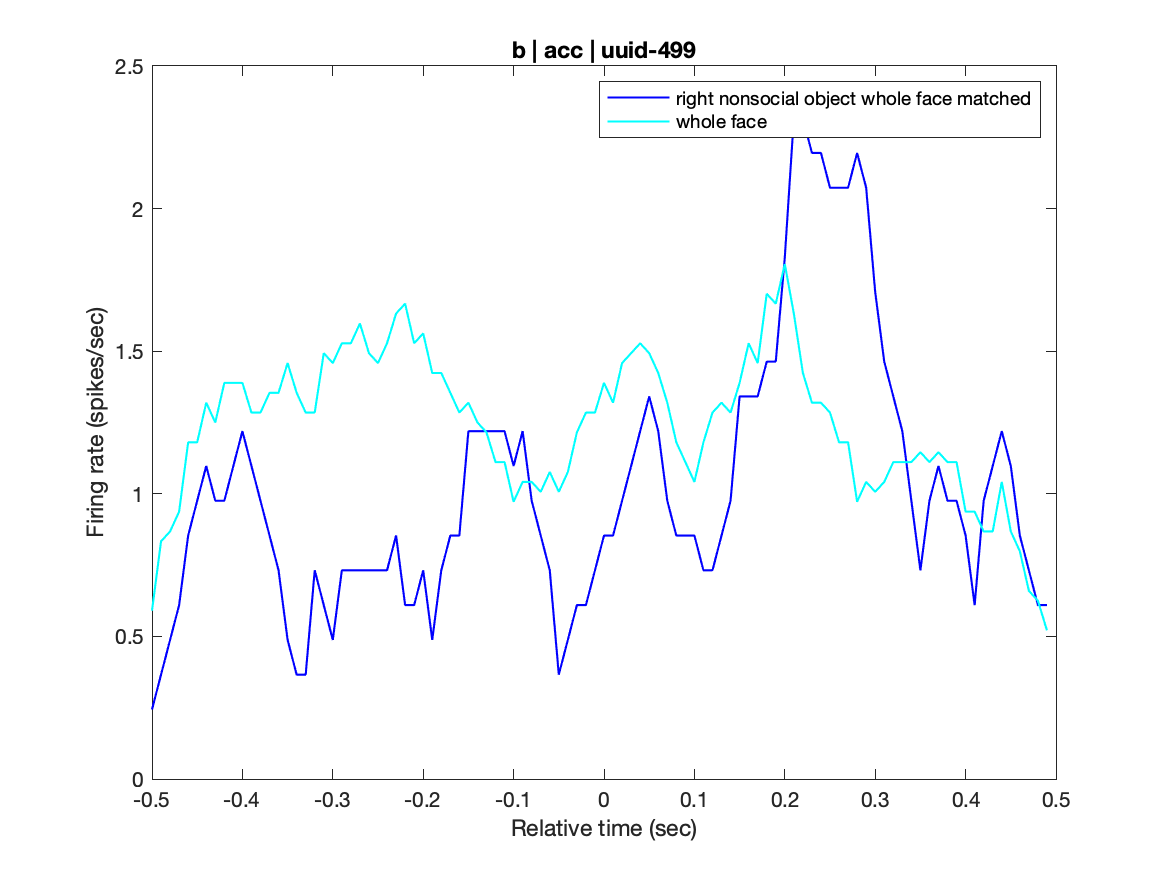 b | acc | uuid-499
2.5
right nonsocial object whole face matched
whole face
2
1.5
Firing rate (spikes/sec)
1
0.5
0
-0.5 -0.4 -0.3 -0.2 -0.1 0 0.1 0.2 0.3 0.4 0.5
Relative time (sec)